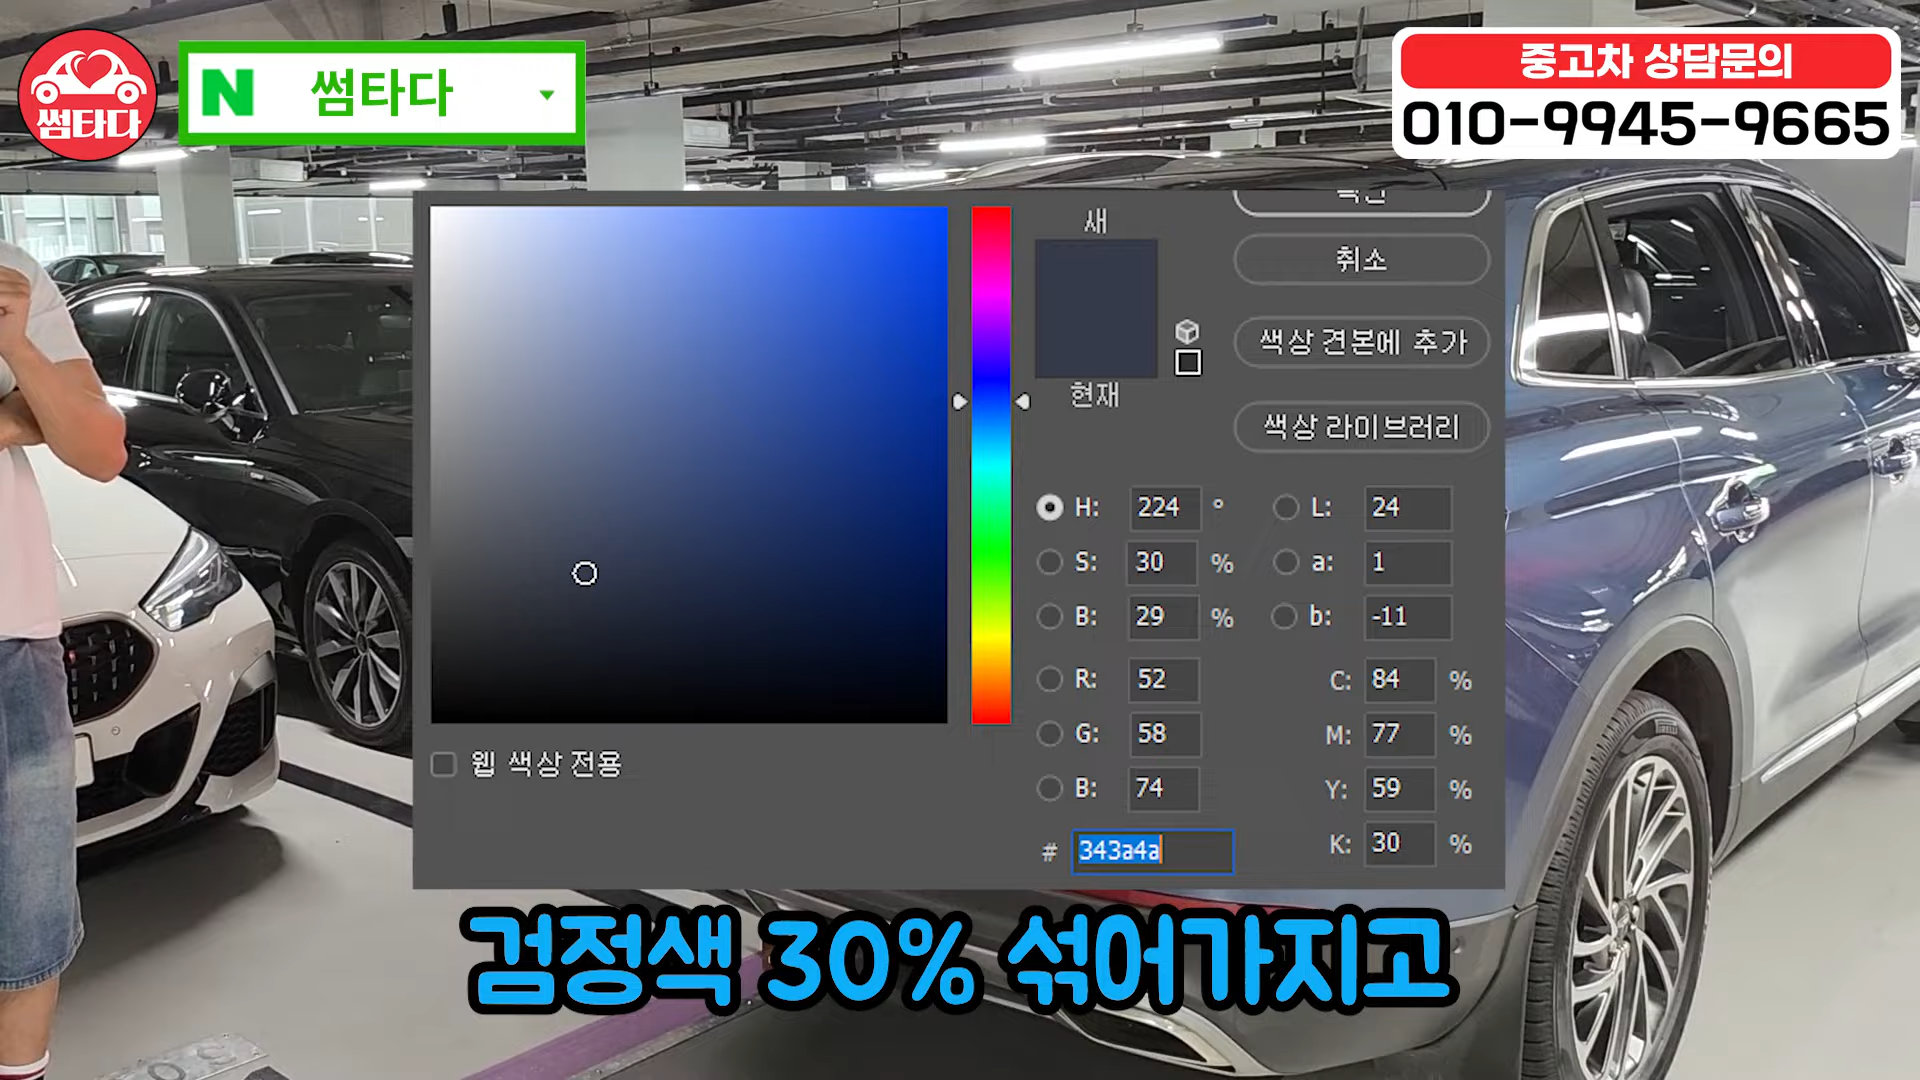 썸타다
N 썸타다
중고차 상담문의
010-9945-9665
새
취소
색상 견본에 추가
현재
색상 라이브러리
H: 224 °
L: 24
S: 30 %
a: 1
B: 29 %
b: -11
R: 52
C: 84 %
G: 58
M: 77 %
웹 색상 전용
B: 74
Y: 59 %
# 343a4a
K: 30 %
검정색 30% 섞어가지고